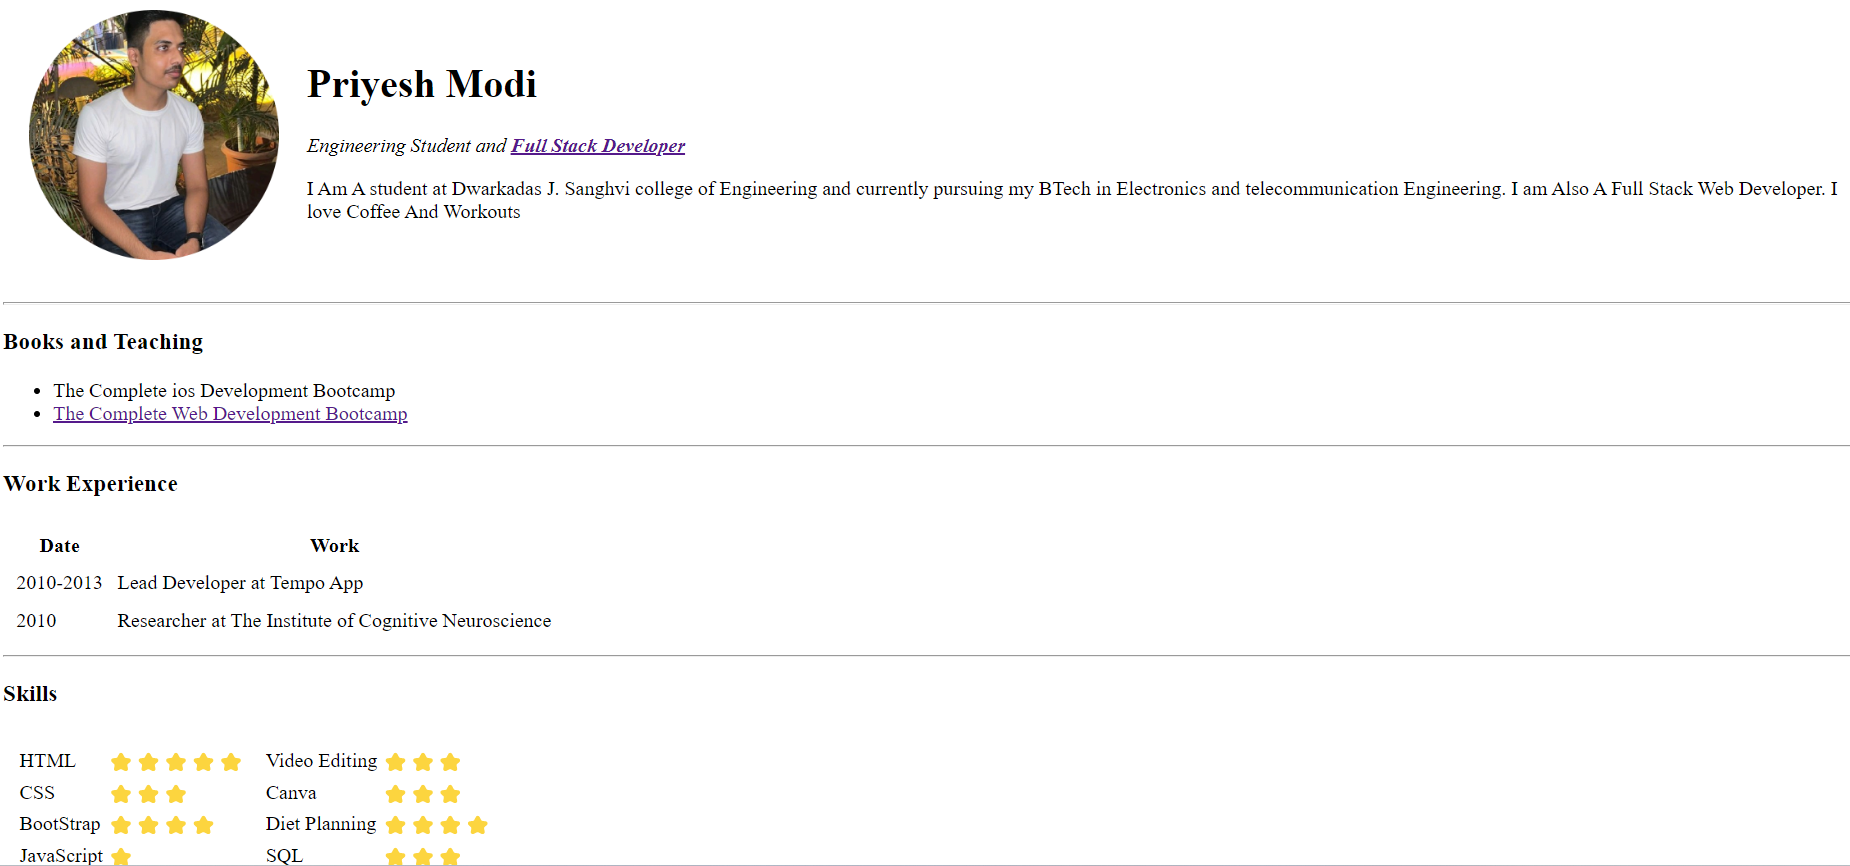 Priyesh Modi
Engineering Student and Full Stack Developer
I Am A student at Dwarkadas J. Sanghvi college of Engineering and currently pursuing my BTech in Electronics and telecommunication Engineering. I am Also A Full Stack Web Developer. I
love Coffee And Workouts
Books and Teaching
The Complete ios Development Bootcamp
The Complete Web Development Bootcamp
Work Experience
Date Work
2010-2013 Lead Developer at Tempo App
2010 Researcher at The Institute of Cognitive Neuroscience
Skills
HTML Video Editing
CSS Canva
BootStrap Diet Planning
JavaScript SQL